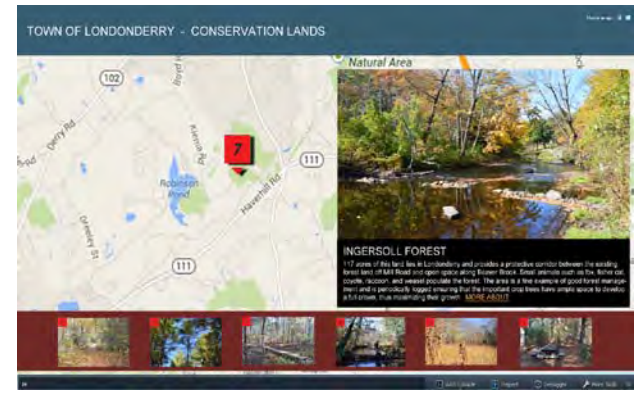 TOWN OF LONDONDERRY - CONSERVATION LANDS
Natural Area
102
Derry Rd
Kienia Rd
7
111
Robinson
Pond
Haverhill Rd
Greeley St
111
INGERSOLL FOREST
117 acres of this land lies in Londonderry and provides a protective corridor between the existing
forest land off Mill Road and open space along Beaver Brook. Small animals such as fox, fisher cat,
coyote, raccoon, and weasel populate the forest. The area is a fine example of good forest manage-
ment and is periodically logged ensuring that the important crop trees have ample space to develop
a full crown, thus maximizing their growth. MORE ABOUT